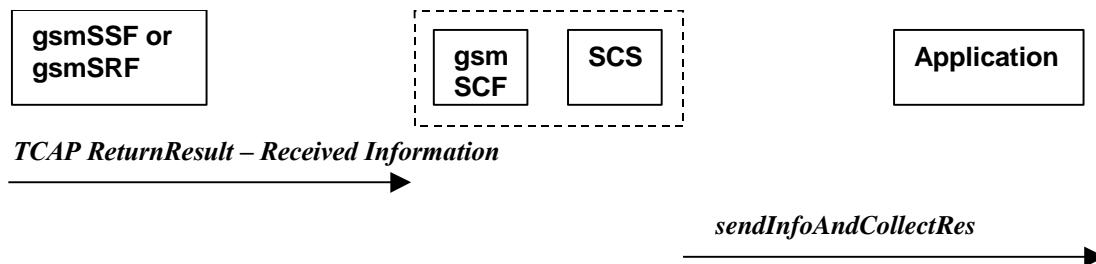 gsmSSF or
gsmSRF
gsm
SCF
SCS
Application
TCAP ReturnResult – Received Information
sendInfoAndCollectRes